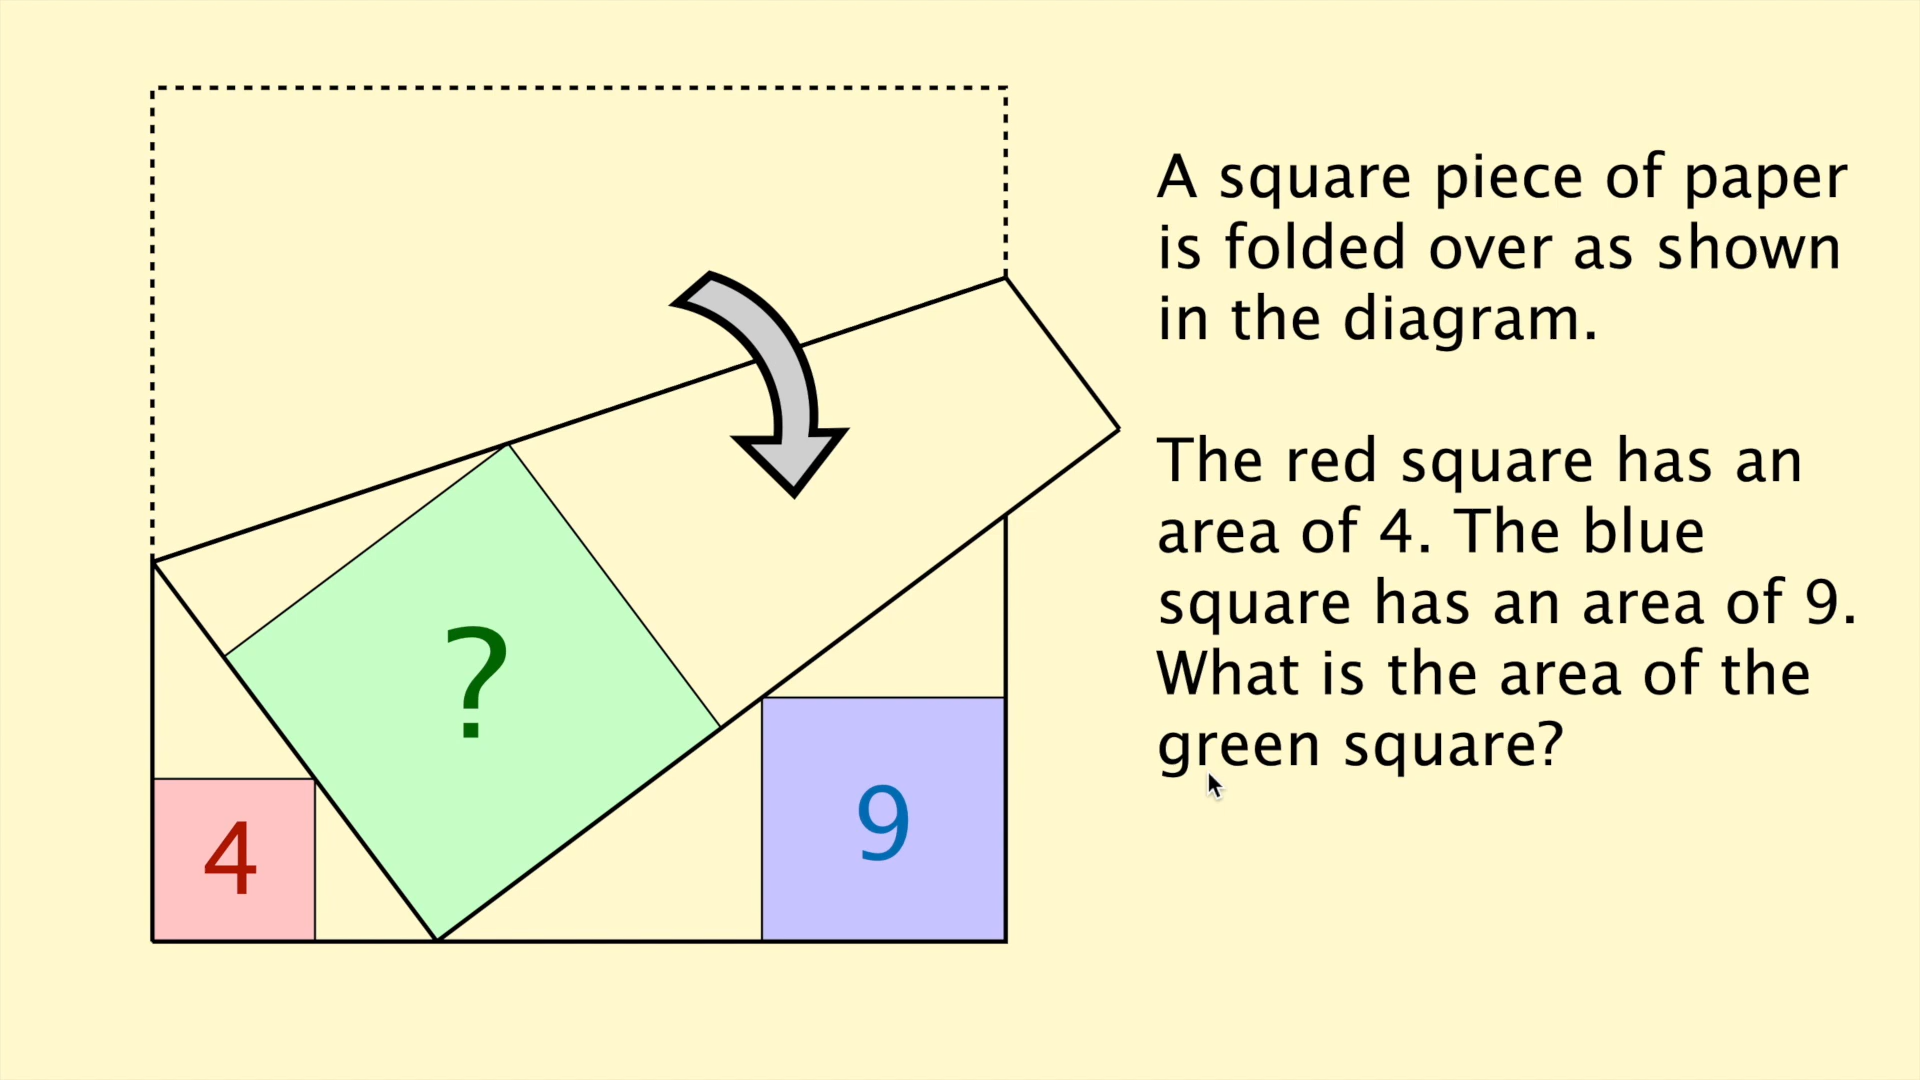 A square piece of paper
is folded over as shown
in the diagram.
The red square has an
area of 4. The blue
square has an area of 9.
What is the area of the
green square?
?
4
9